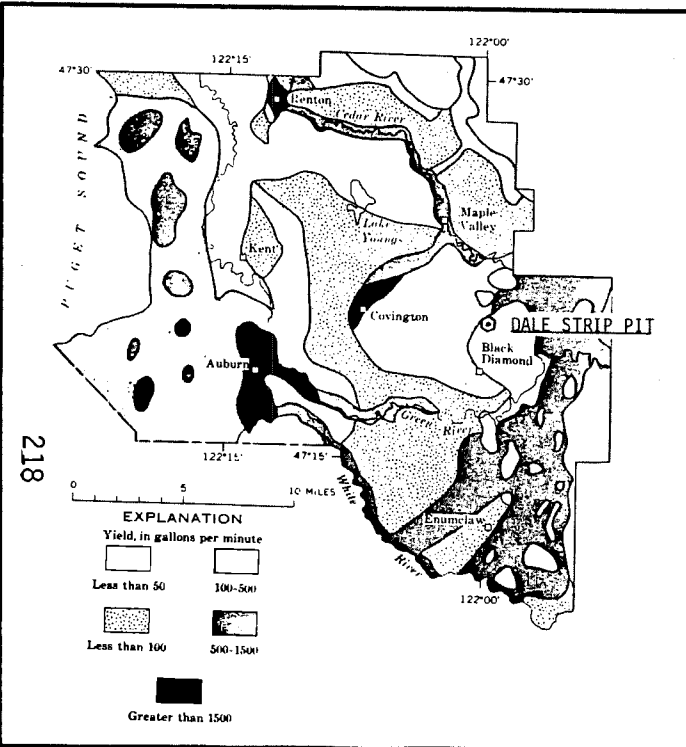 122°00'
122°15'
47°30'
47°30'
Renton
Cedar River
PUGET SOUND
Maple
Valley
Lake
Youngs
Kent
Covington
DALE STRIP PIT
Black
Diamond
Auburn
Green River
218
122°15'
47°15'
White
River
Enumclaw
122°00'
0 5 10 MILES
EXPLANATION
Yield, in gallons per minute
Less than 50 100-500
Less than 100 500-1500
Greater than 1500